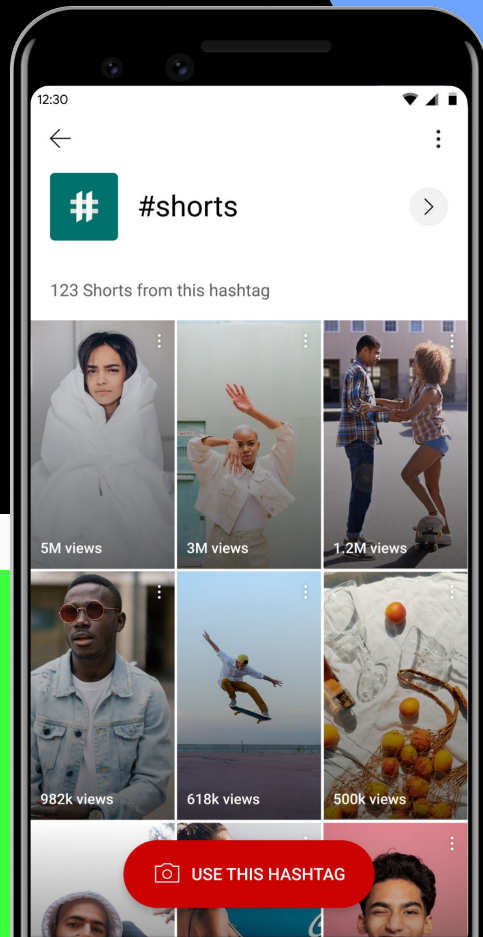 12:30
#shorts
123 Shorts from this hashtag
5M views
3M views
1.2M views
982k views
618k views
500k views
USE THIS HASHTAG